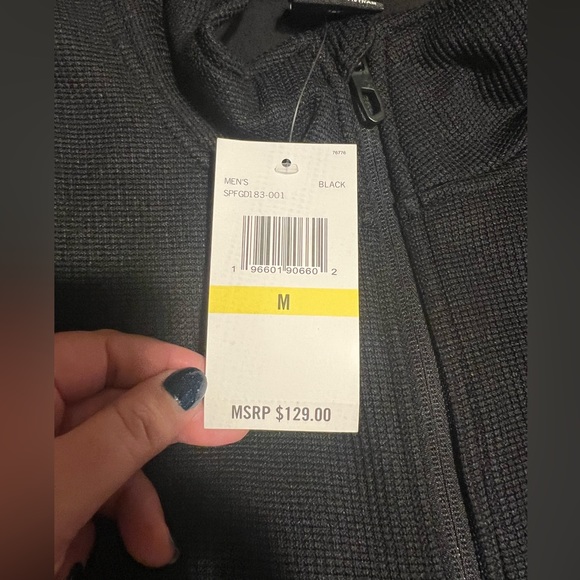 76776
MEN'S BLACK
SPFGD183-001
1 96601 90660 2
M
MSRP $129.00